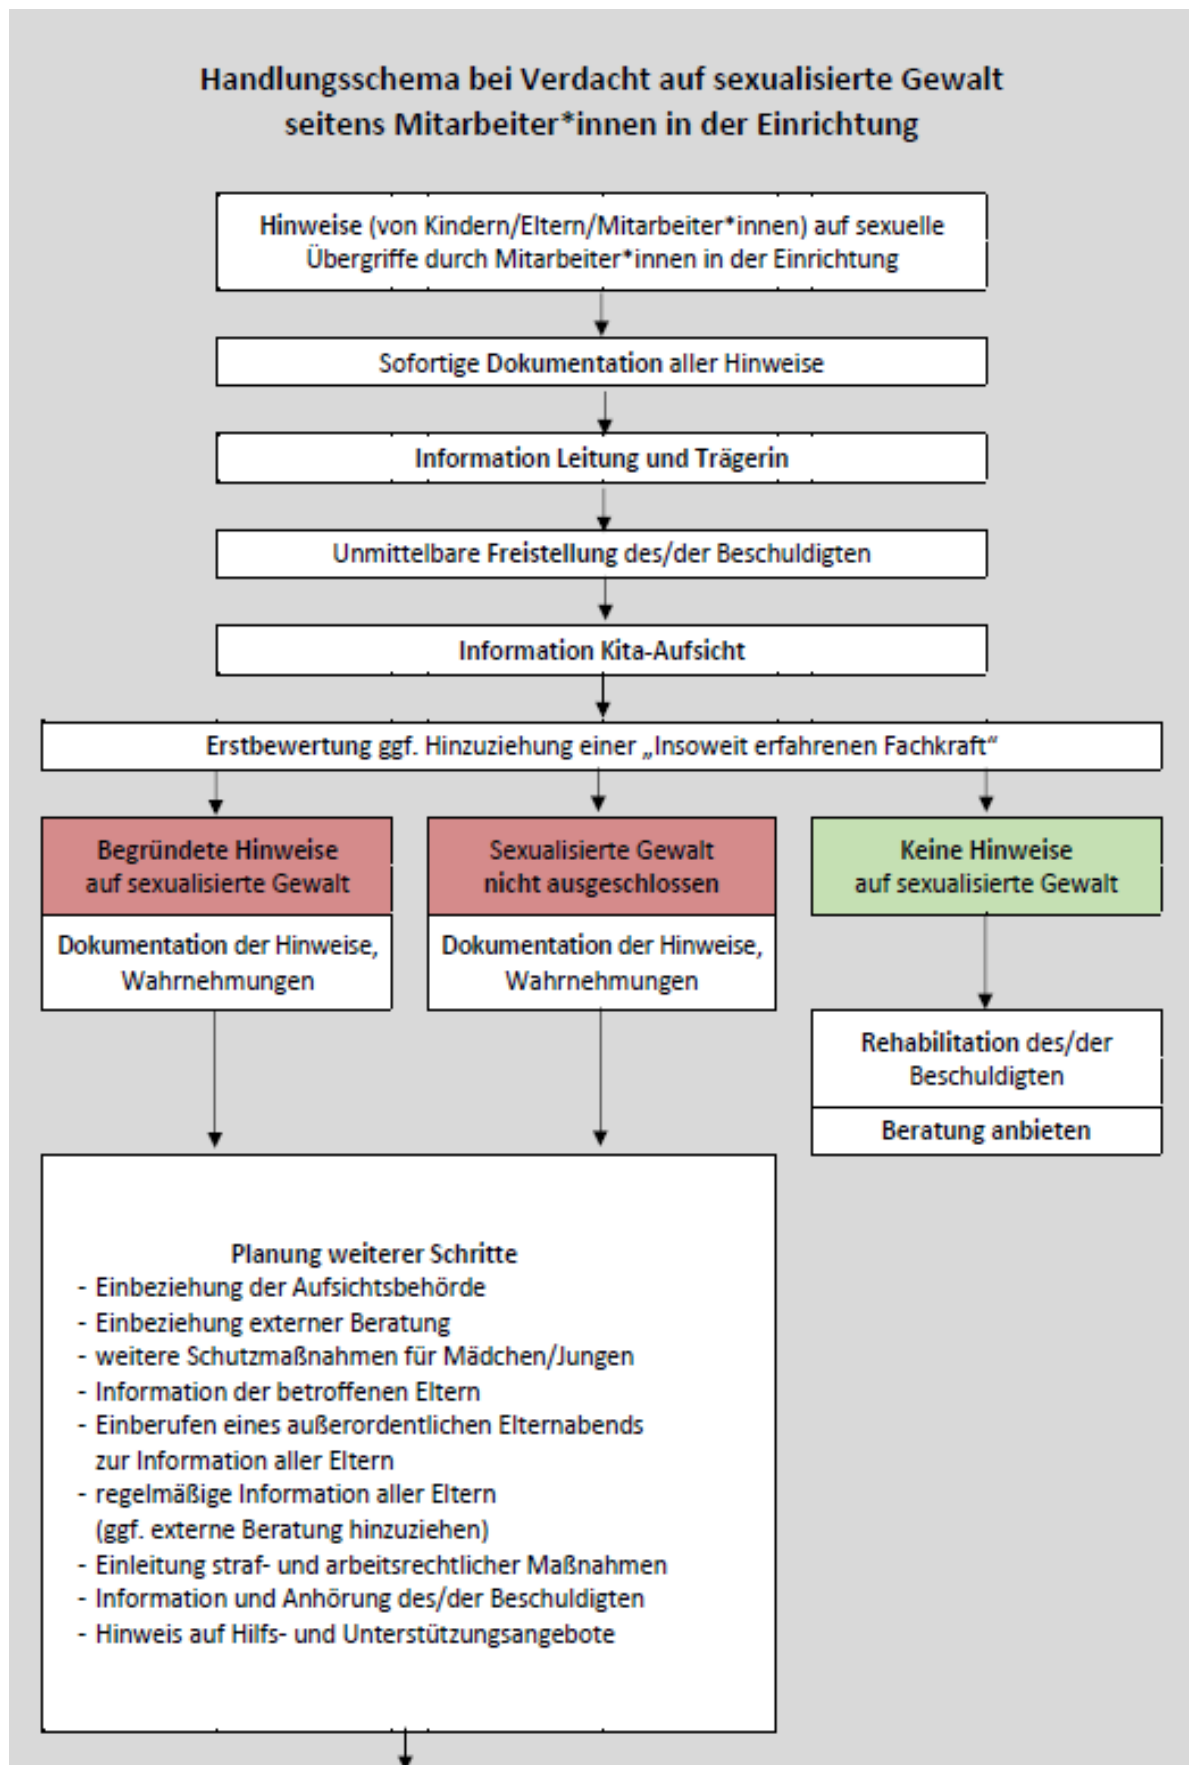 Handlungsschema bei Verdacht auf sexualisierte Gewalt
seitens Mitarbeiter*innen in der Einrichtung
Hinweise (von Kindern/Eltern/Mitarbeiter*innen) auf sexuelle
Übergriffe durch Mitarbeiter*innen in der Einrichtung
Sofortige Dokumentation aller Hinweise
Information Leitung und Trägerin
Unmittelbare Freistellung des/der Beschuldigten
Information Kita-Aufsicht
Erstbewertung ggf. Hinzuziehung einer „Insoweit erfahrenen Fachkraft“
Begründete Hinweise
auf sexualisierte Gewalt
Dokumentation der Hinweise,
Wahrnehmungen
Sexualisierte Gewalt
nicht ausgeschlossen
Dokumentation der Hinweise,
Wahrnehmungen
Keine Hinweise
auf sexualisierte Gewalt
Rehabilitation des/der
Beschuldigten
Beratung anbieten
Planung weiterer Schritte
- Einbeziehung der Aufsichtsbehörde
- Einbeziehung externer Beratung
- weitere Schutzmaßnahmen für Mädchen/Jungen
- Information der betroffenen Eltern
- Einberufen eines außerordentlichen Elternabends
zur Information aller Eltern
- regelmäßige Information aller Eltern
(ggf. externe Beratung hinzuziehen)
- Einleitung straf- und arbeitsrechtlicher Maßnahmen
- Information und Anhörung des/der Beschuldigten
- Hinweis auf Hilfs- und Unterstützungsangebote